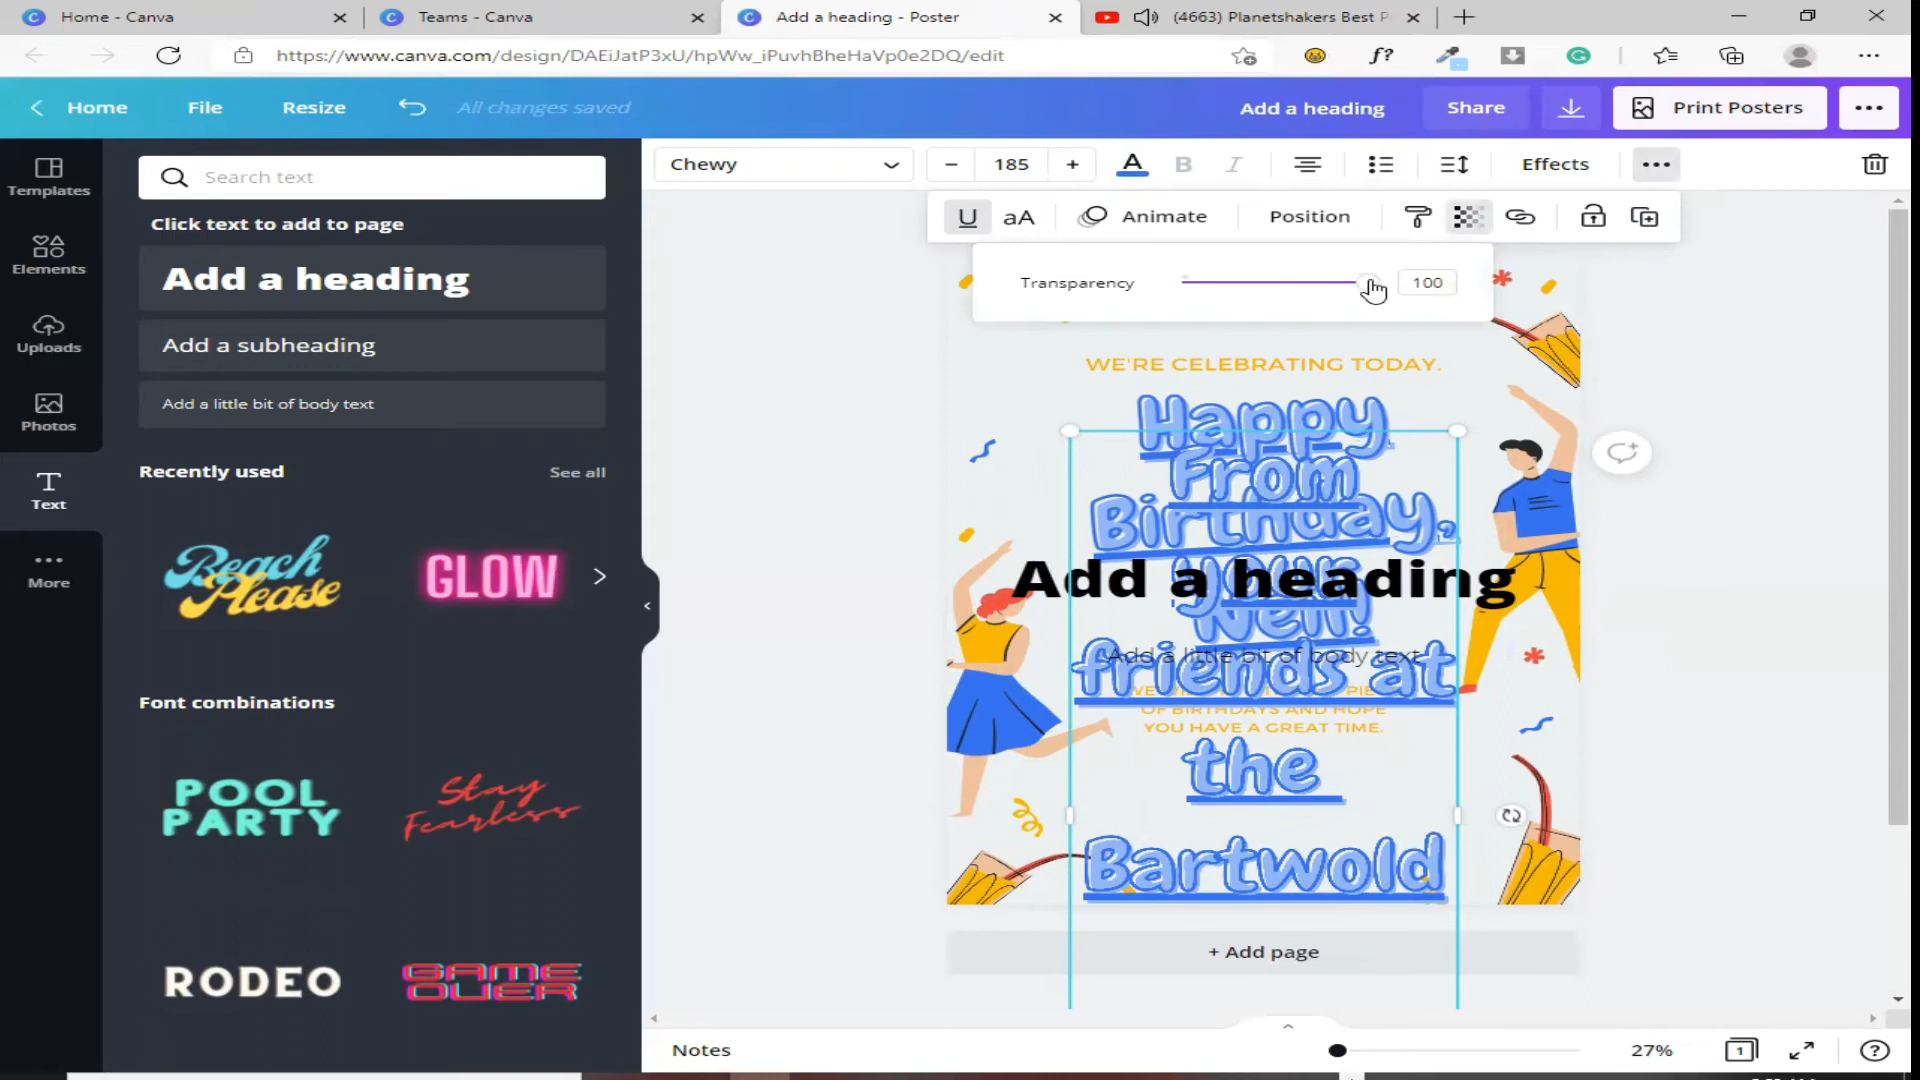 Home - Canva
Teams - Canva
Add a heading - Poster
(4663) Planetshakers Best P
https://www.canva.com/design/DAEiJatP3xU/hpWw_iPuvhBheHaVp0e2DQ/edit
f?
Home
File
Resize
All changes saved
Add a heading
Share
Print Posters
Templates
Elements
Uploads
Photos
Text
More
Search text
Click text to add to page
Add a heading
Add a subheading
Add a little bit of body text
Recently used
See all
Beach
Please
GLOW
Font combinations
POOL
PARTY
Stay
Fearless
RODEO
GAME
OVER
Chewy
185
A
B
I
Effects
U
aA
Animate
Position
Transparency
100
WE'RE CELEBRATING TODAY.
Happy
From
Birthday,
your
Add a heading
Nell!
Add a little bit of body text
friends at
OF BIRTHDAYS AND HOPE
YOU HAVE A GREAT TIME.
the
Bartwold
+ Add page
Notes
27%
1
?